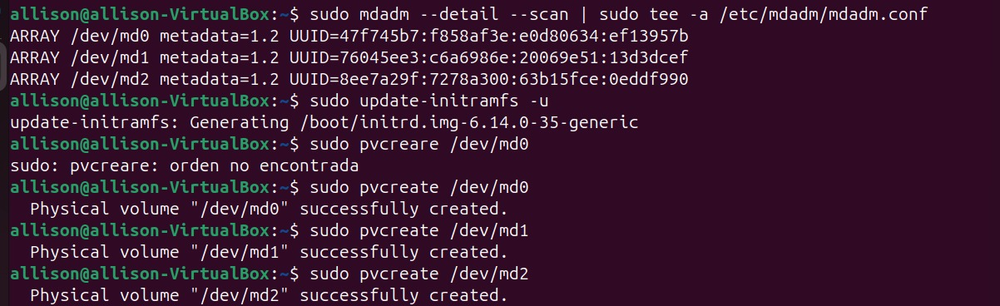 allison@allison-VirtualBox:~$ sudo mdadm --detail --scan | sudo tee -a /etc/mdadm/mdadm.conf
ARRAY /dev/md0 metadata=1.2 UUID=47f745b7:f858af3e:e0d80634:ef13957b
ARRAY /dev/md1 metadata=1.2 UUID=76045ee3:c6a6986e:20069e51:13d3dcef
ARRAY /dev/md2 metadata=1.2 UUID=8ee7a29f:7278a300:63b15fce:0eddf990
allison@allison-VirtualBox:~$ sudo update-initramfs -u
update-initramfs: Generating /boot/initrd.img-6.14.0-35-generic
allison@allison-VirtualBox:~$ sudo pvcreare /dev/md0
sudo: pvcreare: orden no encontrada
allison@allison-VirtualBox:~$ sudo pvcreate /dev/md0
  Physical volume "/dev/md0" successfully created.
allison@allison-VirtualBox:~$ sudo pvcreate /dev/md1
  Physical volume "/dev/md1" successfully created.
allison@allison-VirtualBox:~$ sudo pvcreate /dev/md2
  Physical volume "/dev/md2" successfully created.